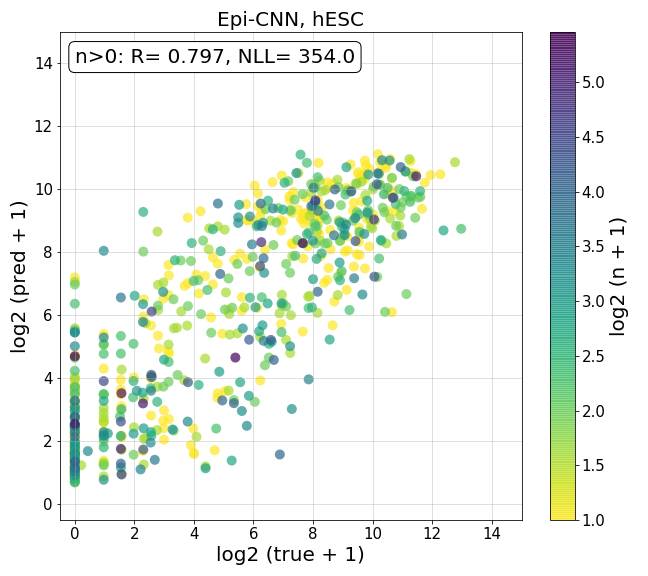 Epi-CNN, hESC
n>0: R= 0.797, NLL= 354.0
14
12
10
8
6
4
2
0
log2 (pred + 1)
0 2 4 6 8 10 12 14
log2 (true + 1)
5.0
4.5
4.0
3.5
3.0
2.5
2.0
1.5
1.0
log2 (n + 1)